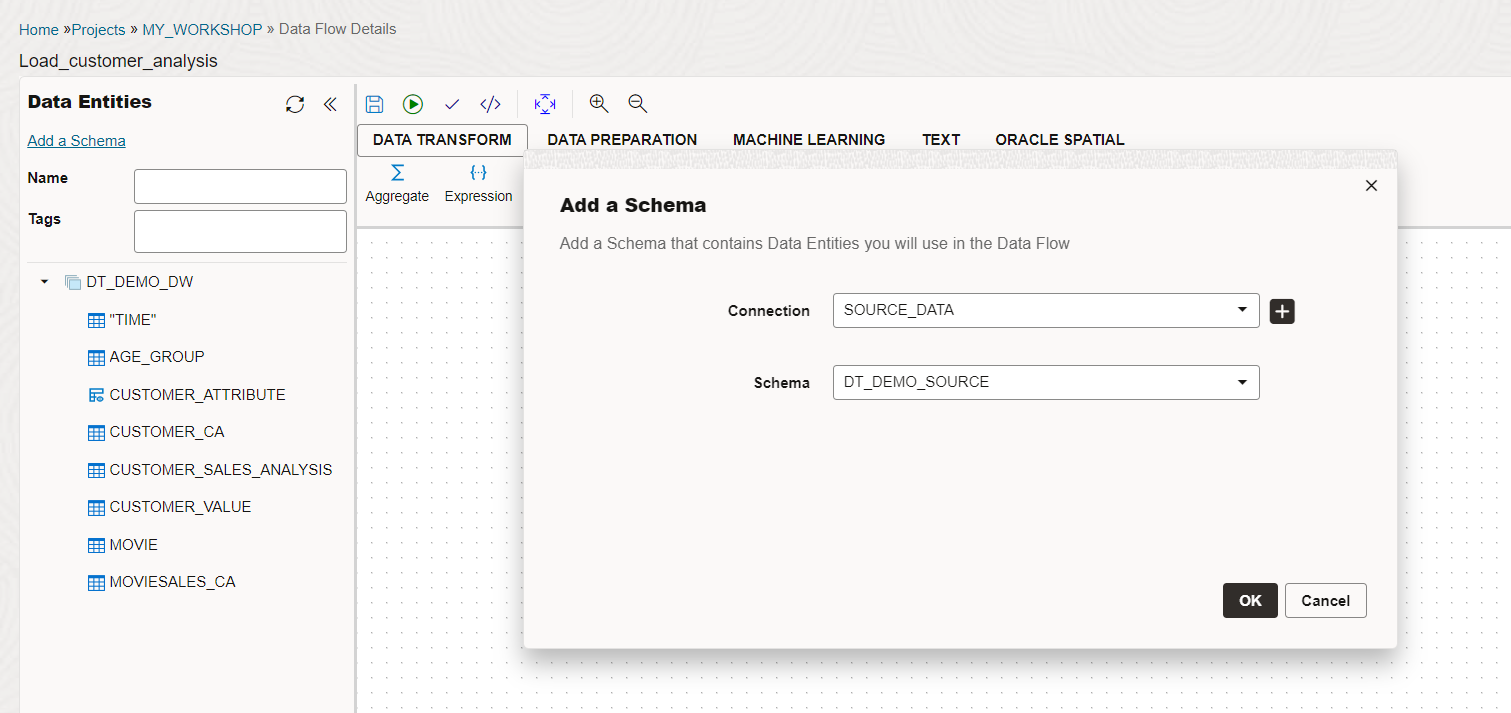 Home »Projects » MY_WORKSHOP » Data Flow Details
Load_customer_analysis
Data Entities
Add a Schema
Name
Tags
DT_DEMO_DW
"TIME"
AGE_GROUP
CUSTOMER_ATTRIBUTE
CUSTOMER_CA
CUSTOMER_SALES_ANALYSIS
CUSTOMER_VALUE
MOVIE
MOVIESALES_CA
DATA TRANSFORM DATA PREPARATION MACHINE LEARNING TEXT ORACLE SPATIAL
Aggregate Expression
Add a Schema
Add a Schema that contains Data Entities you will use in the Data Flow
Connection SOURCE_DATA
Schema DT_DEMO_SOURCE
OK Cancel